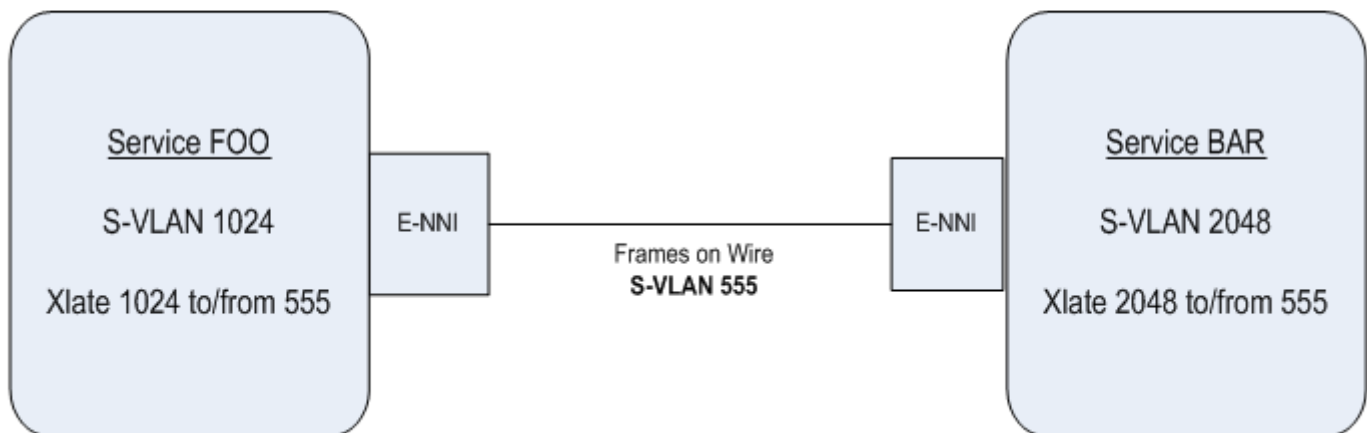 Service FOO
S-VLAN 1024
Xlate 1024 to/from 555
E-NNI
Frames on Wire
S-VLAN 555
E-NNI
Service BAR
S-VLAN 2048
Xlate 2048 to/from 555